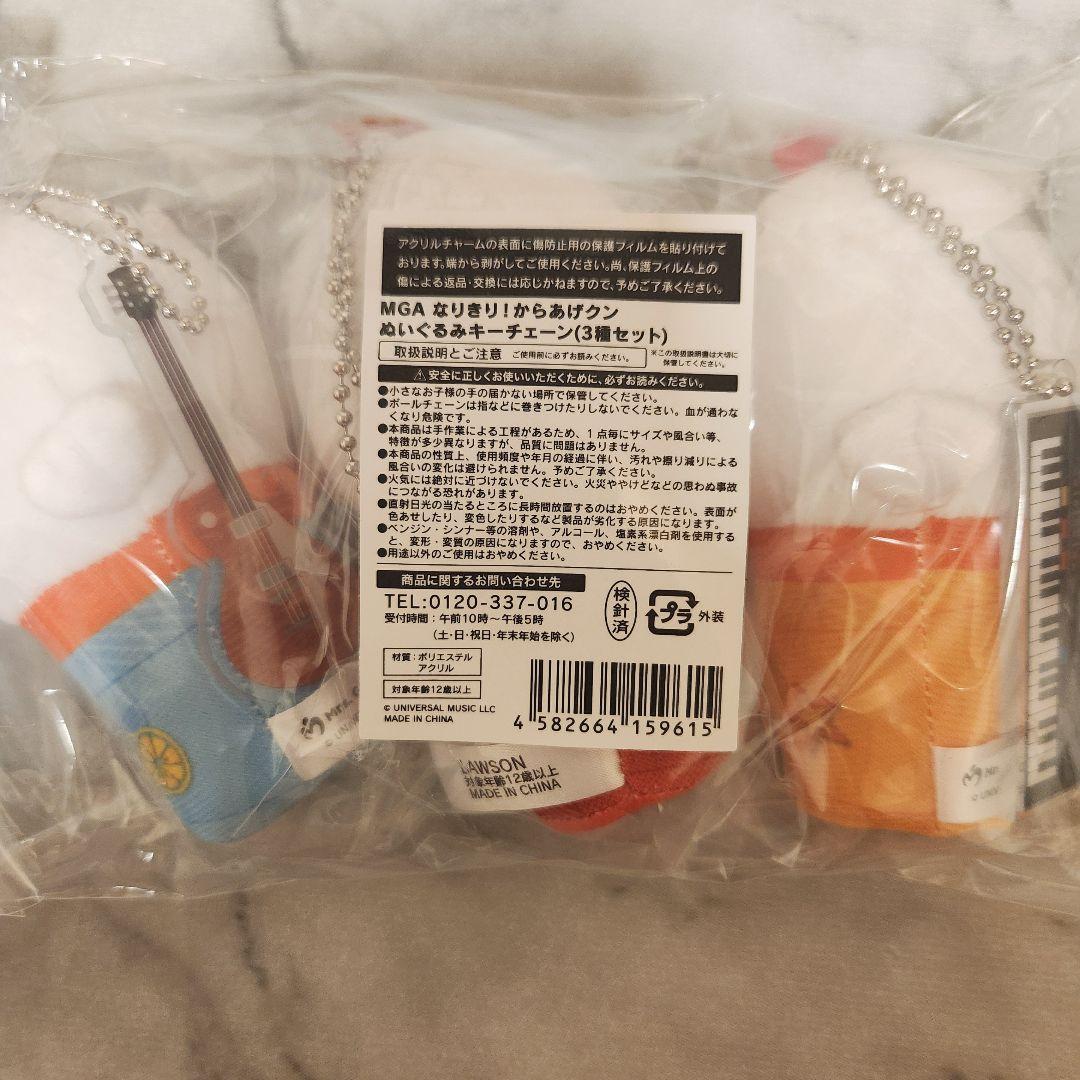 アクリルチャームの表面に傷防止用の保護フィルムを貼り付けて
おります。端から剥がしてご使用ください。尚、保護フィルム上の
傷による返品・交換には応じかねますので、予めご了承ください。
MGA なりきり！からあげクン
ぬいぐるみキーチェーン(3種セット)
取扱説明とご注意 ご使用前に必ずお読みください。
※この取扱説明書は大切に
保管してください。
⚠安全に正しくお使いいただくために、必ずお読みください。
●小さなお子様の手の届かない場所で保管してください。
●ボールチェーンは指などに巻きつけたりしないでください。血が通わな
くなり危険です。
●本商品は手作業による工程があるため、1点毎にサイズや風合い等、
特徴が多少異なりますが、品質に問題はありません。
●本商品の性質上、使用頻度や年月の経過に伴い、汚れや擦り減りによる
風合いの変化は避けられません。予めご了承ください。
●火気には絶対に近づけないでください。火災ややけどなどの思わぬ事故
につながる恐れがあります。
●直射日光の当たるところに長時間放置するのはおやめください。表面が
色あせしたり、変色したりするなど製品が劣化する原因になります。
●ベンジン・シンナー等の溶剤や、アルコール、塩素系漂白剤を使用する
と、変形・変質の原因になりますので、おやめください。
●用途以外のご使用はおやめください。
商品に関するお問い合わせ先
TEL:0120-337-016
受付時間：午前10時～午後5時
(土・日・祝日・年末年始を除く)
検針済
プラ 外装
材質：ポリエステル
アクリル
対象年齢12歳以上
© UNIVERSAL MUSIC LLC
MADE IN CHINA
4 582664 159615
LAWSON
対象年齢12歳以上
MADE IN CHINA